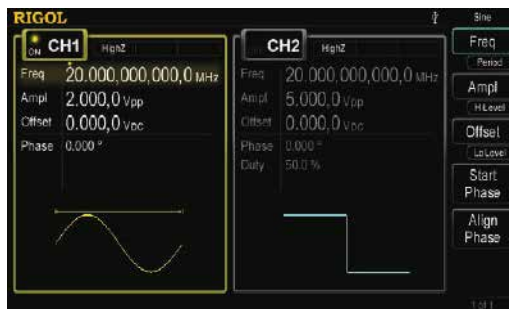 RIGOL
Sine
ON CH1 HighZ
Freq 20.000,000,000,0 MHz
Ampl 2.000,0 Vpp
Offset 0.000,0 VDC
Phase 0.000 °
CH2 HighZ
Freq 20.000,000,000,0 MHz
Ampl 5.000,0 Vpp
Offset 0.000,0 VDC
Phase 0.000 °
Duty 50.0 %
Freq
Period
Ampl
HiLevel
Offset
LoLevel
Start
Phase
Align
Phase
1 of 1